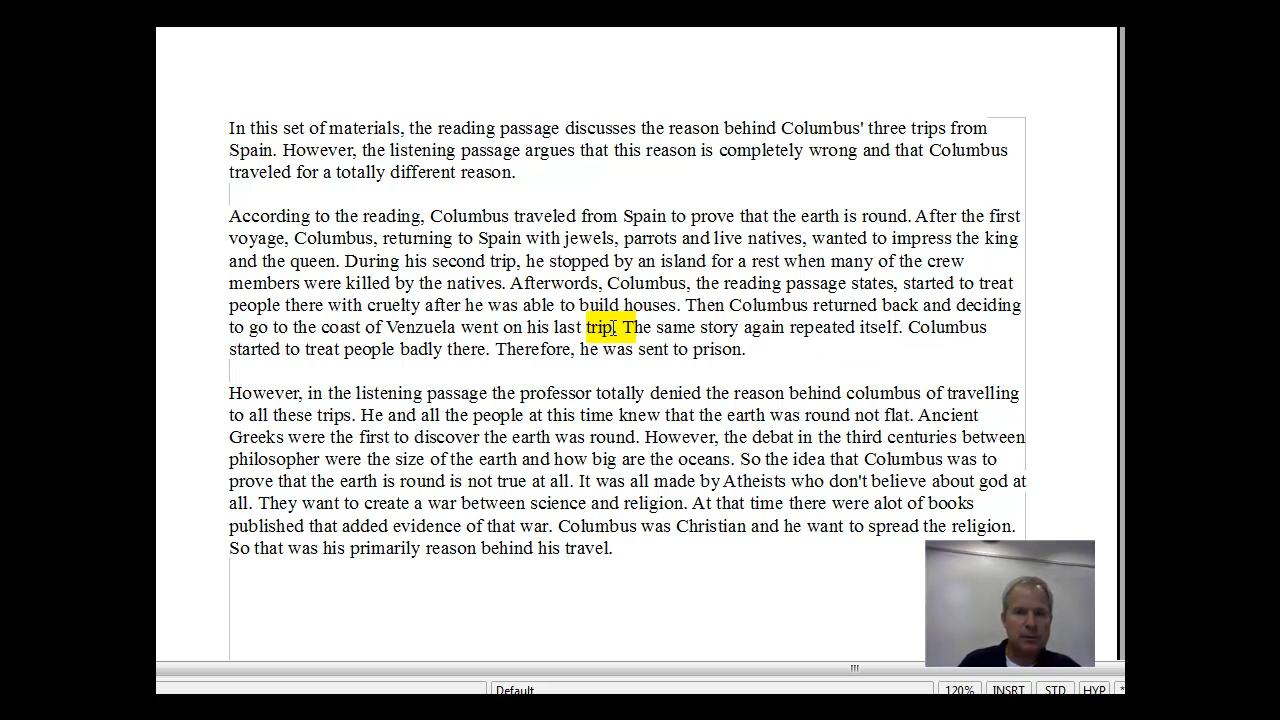 In this set of materials, the reading passage discusses the reason behind Columbus' three trips from
Spain. However, the listening passage argues that this reason is completely wrong and that Columbus
traveled for a totally different reason.
According to the reading, Columbus traveled from Spain to prove that the earth is round. After the first
voyage, Columbus, returning to Spain with jewels, parrots and live natives, wanted to impress the king
and the queen. During his second trip, he stopped by an island for a rest when many of the crew
members were killed by the natives. Afterwords, Columbus, the reading passage states, started to treat
people there with cruelty after he was able to build houses. Then Columbus returned back and deciding
to go to the coast of Venzuela went on his last trip. The same story again repeated itself. Columbus
started to treat people badly there. Therefore, he was sent to prison.
However, in the listening passage the professor totally denied the reason behind columbus of travelling
to all these trips. He and all the people at this time knew that the earth was round not flat. Ancient
Greeks were the first to discover the earth was round. However, the debat in the third centuries between
philosopher were the size of the earth and how big are the oceans. So the idea that Columbus was to
prove that the earth is round is not true at all. It was all made by Atheists who don't believe about god at
all. They want to create a war between science and religion. At that time there were alot of books
published that added evidence of that war. Columbus was Christian and he want to spread the religion.
So that was his primarily reason behind his travel.
Default
120%
INSRT
STD
HYP
*